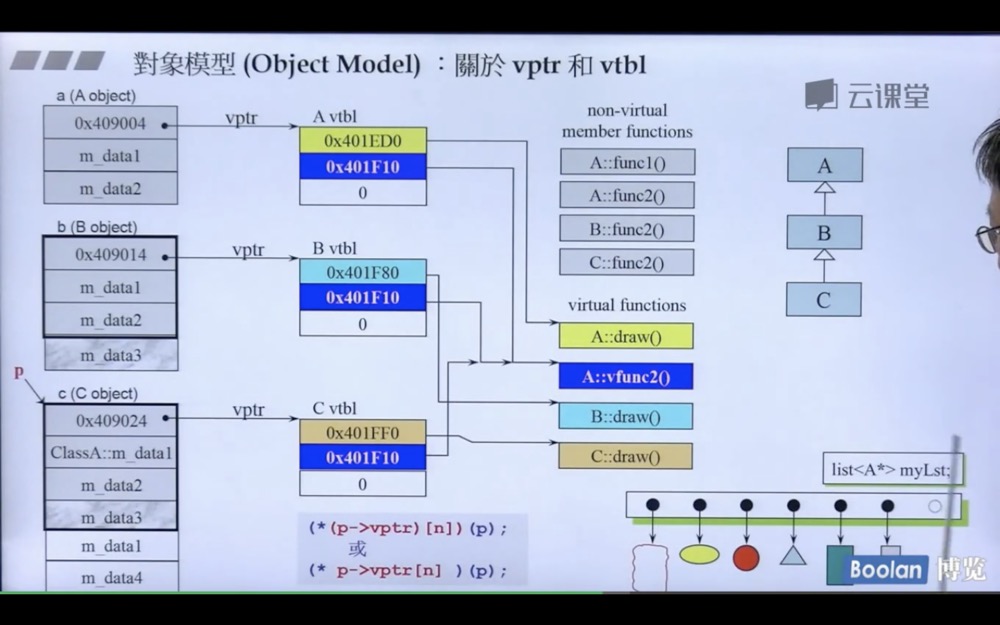 對象模型 (Object Model) ：關於 vptr 和 vtbl
云课堂
a (A object)
0x409004
m_data1
m_data2
vptr
A vtbl
0x401ED0
0x401F10
0
b (B object)
0x409014
m_data1
m_data2
m_data3
vptr
B vtbl
0x401F80
0x401F10
0
p
c (C object)
0x409024
ClassA::m_data1
m_data2
m_data3
m_data1
m_data4
vptr
C vtbl
0x401FF0
0x401F10
0
(*(p->vptr)[n])(p);
或
(* p->vptr[n] )(p);
non-virtual
member functions
A::func1()
A::func2()
B::func2()
C::func2()
virtual functions
A::draw()
A::vfunc2()
B::draw()
C::draw()
A
B
C
list<A*> myLst;
Boolan 博览